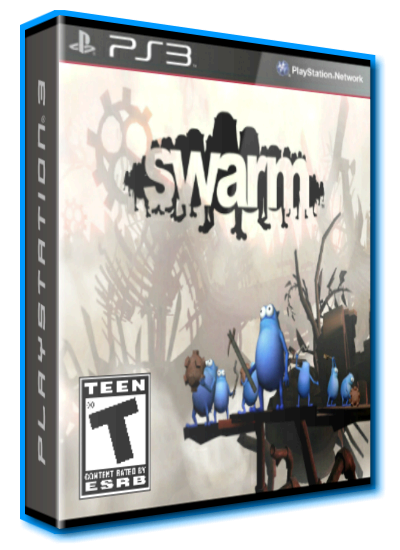 PLAYSTATION®3
PS3
PlayStation®Network
swarm
TEEN
T
CONTENT RATED BY
ESRB